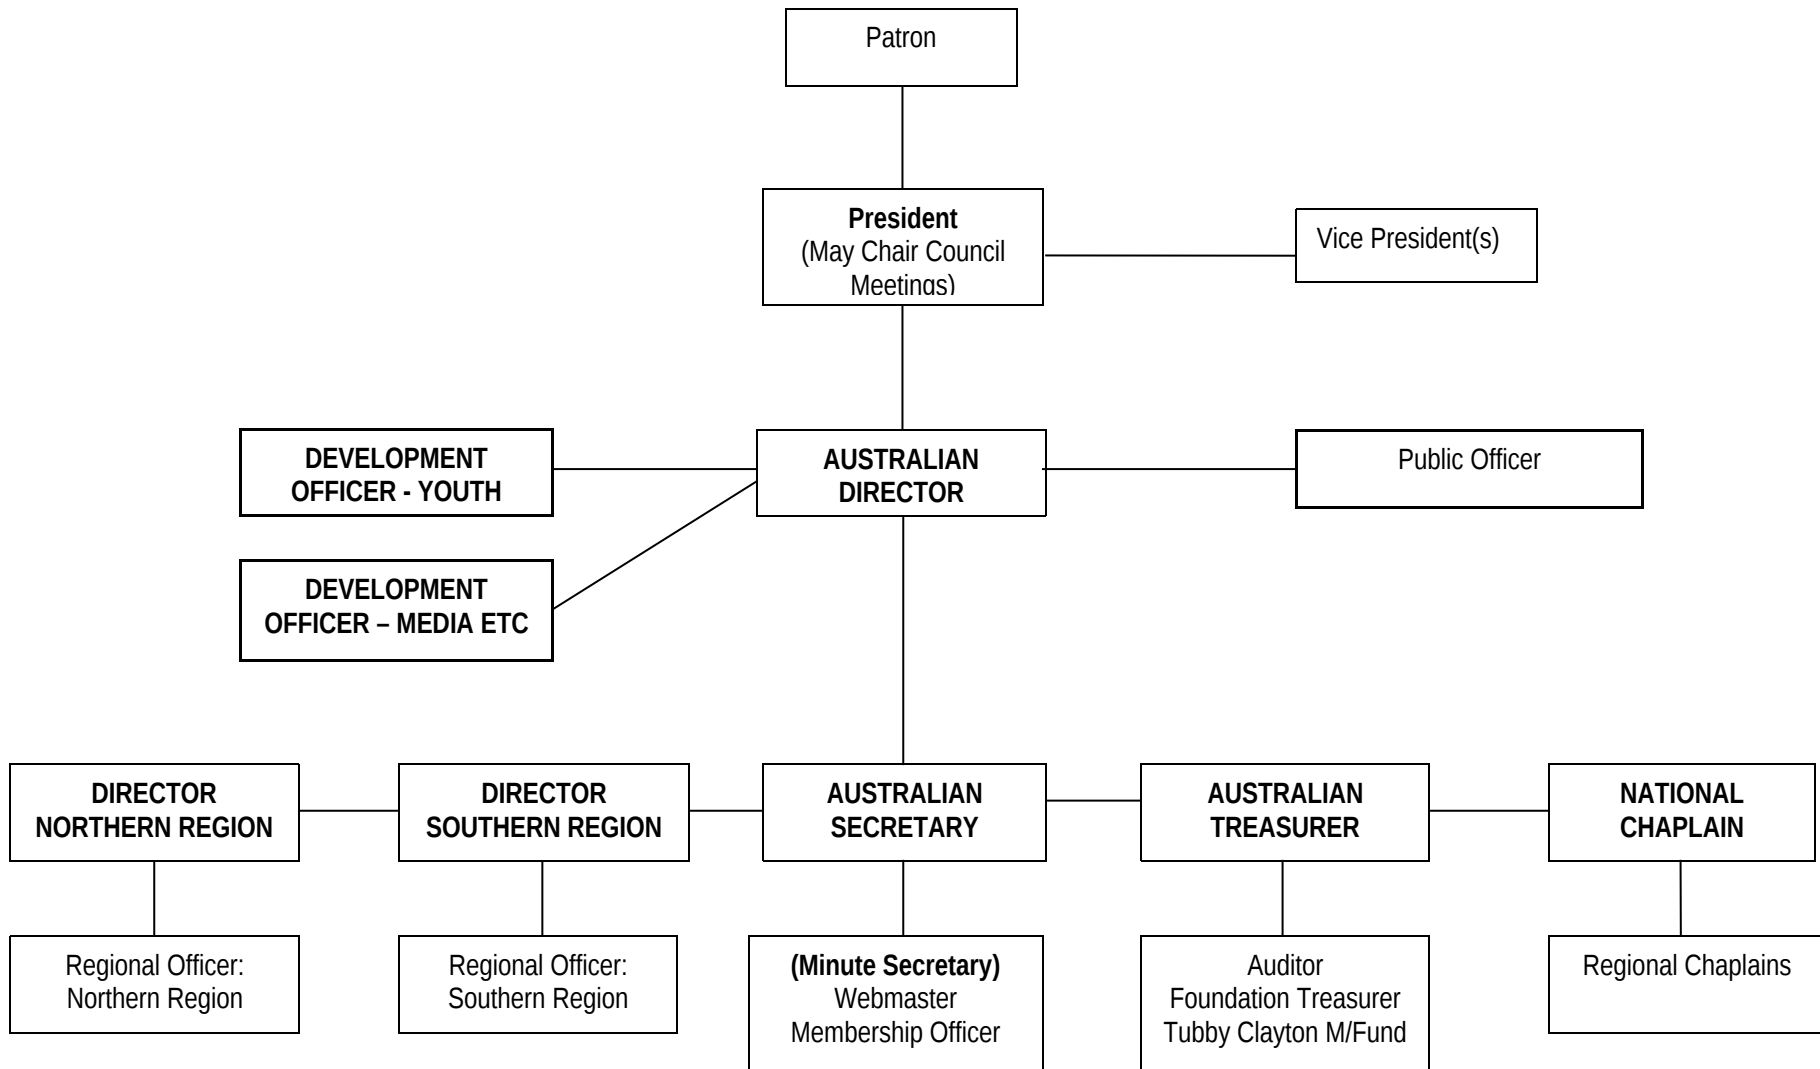 Patron
President
(May Chair Council
Meetings)
Vice President(s)
DEVELOPMENT
OFFICER - YOUTH
AUSTRALIAN
DIRECTOR
Public Officer
DEVELOPMENT
OFFICER – MEDIA ETC
DIRECTOR
NORTHERN REGION
DIRECTOR
SOUTHERN REGION
AUSTRALIAN
SECRETARY
AUSTRALIAN
TREASURER
NATIONAL
CHAPLAIN
Regional Officer:
Northern Region
Regional Officer:
Southern Region
(Minute Secretary)
Webmaster
Membership Officer
Auditor
Foundation Treasurer
Tubby Clayton M/Fund
Regional Chaplains